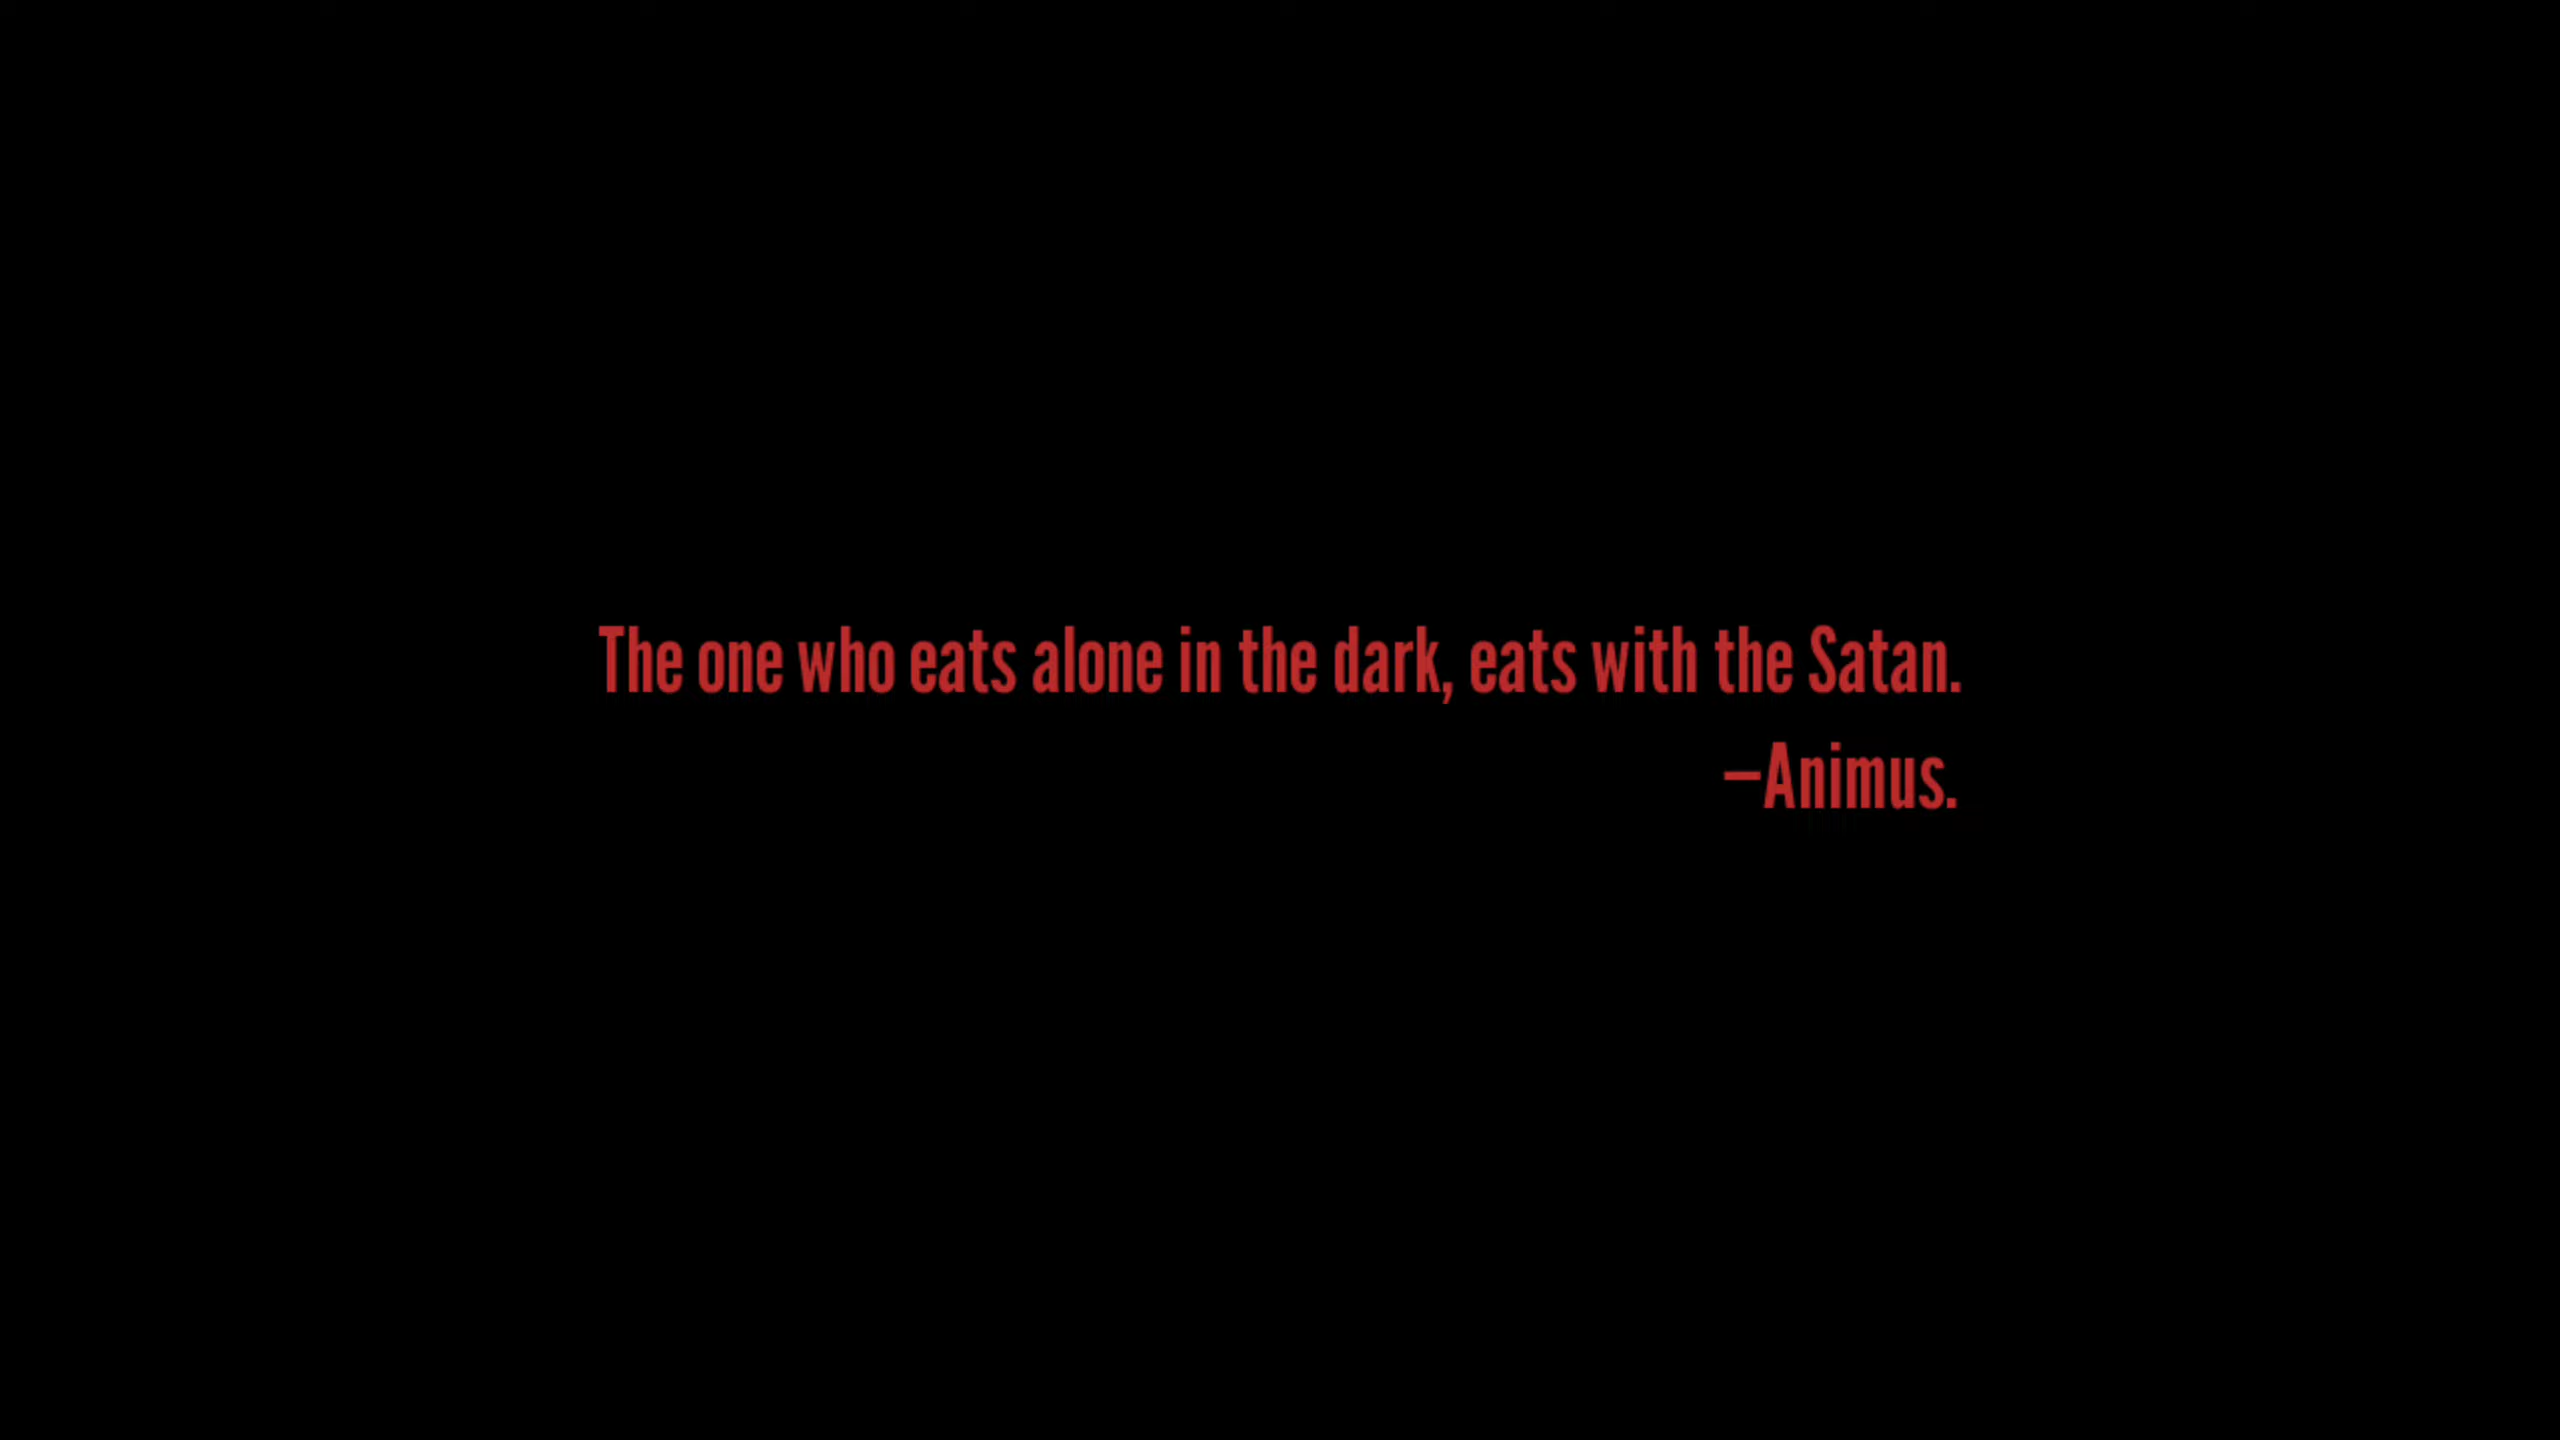 The one who eats alone in the dark, eats with the Satan.
–Animus.